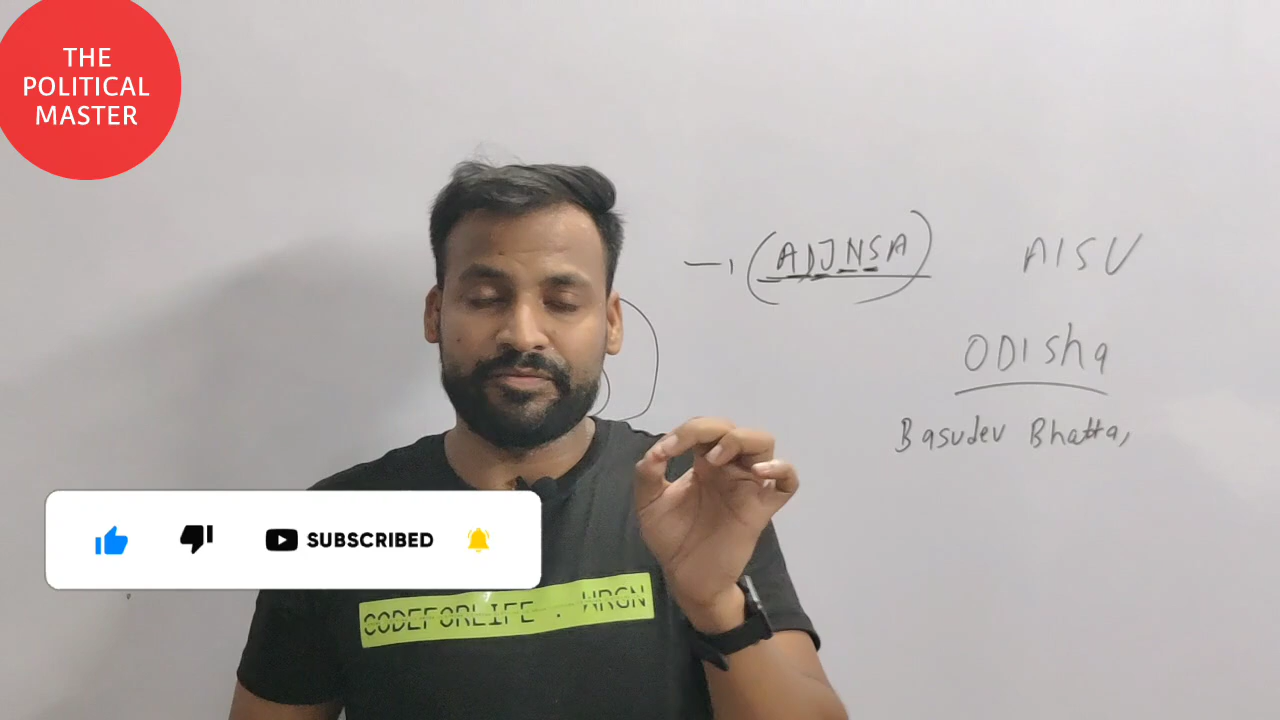 THE
POLITICAL
MASTER
(ADJNSA)
AISU
ODIsha
Basudev Bhatta,
SUBSCRIBED
CODEFORLIFE . WRGN